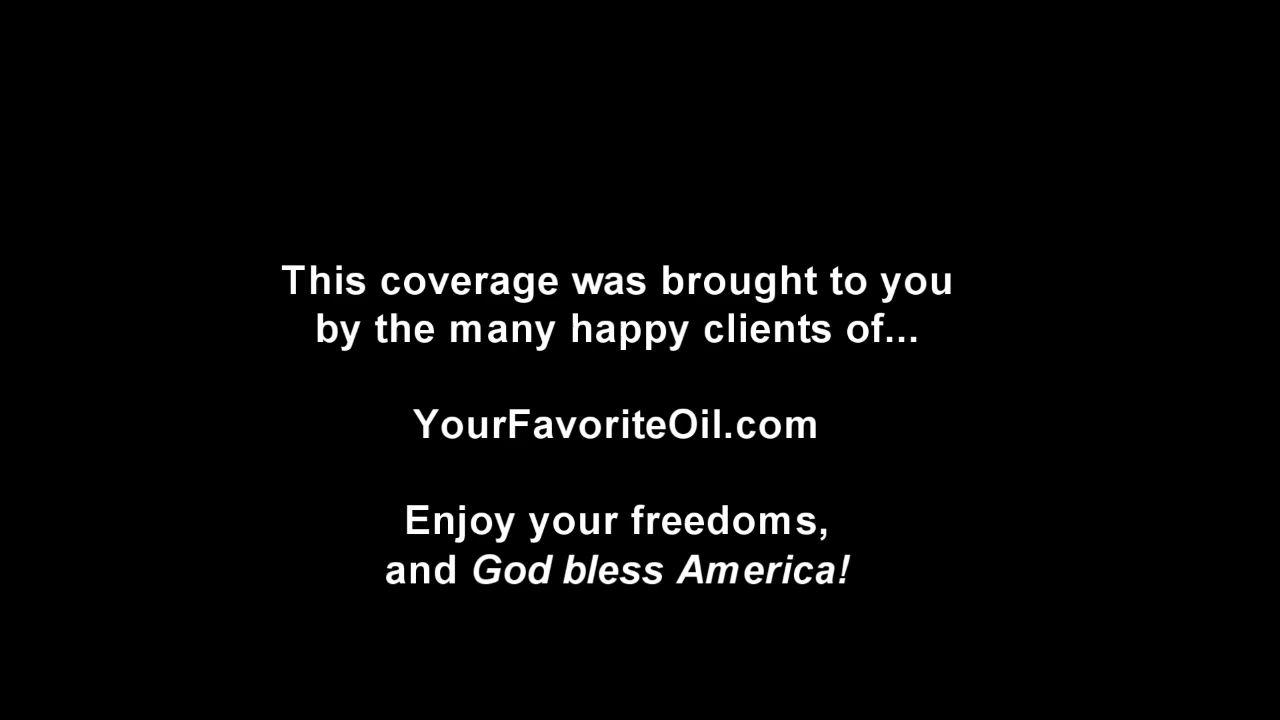 This coverage was brought to you
by the many happy clients of...
YourFavoriteOil.com
Enjoy your freedoms,
and God bless America!